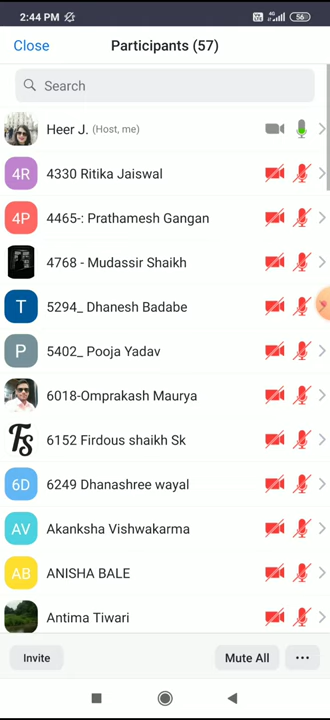 2:44 PM
56
Close
Participants (57)
Search
Heer J. (Host, me)
4R
4330 Ritika Jaiswal
4P
4465-: Prathamesh Gangan
4768 - Mudassir Shaikh
T
5294_ Dhanesh Badabe
P
5402_ Pooja Yadav
6018-Omprakash Maurya
FS
6152 Firdous shaikh Sk
6D
6249 Dhanashree wayal
AV
Akanksha Vishwakarma
AB
ANISHA BALE
Antima Tiwari
Invite
Mute All
...